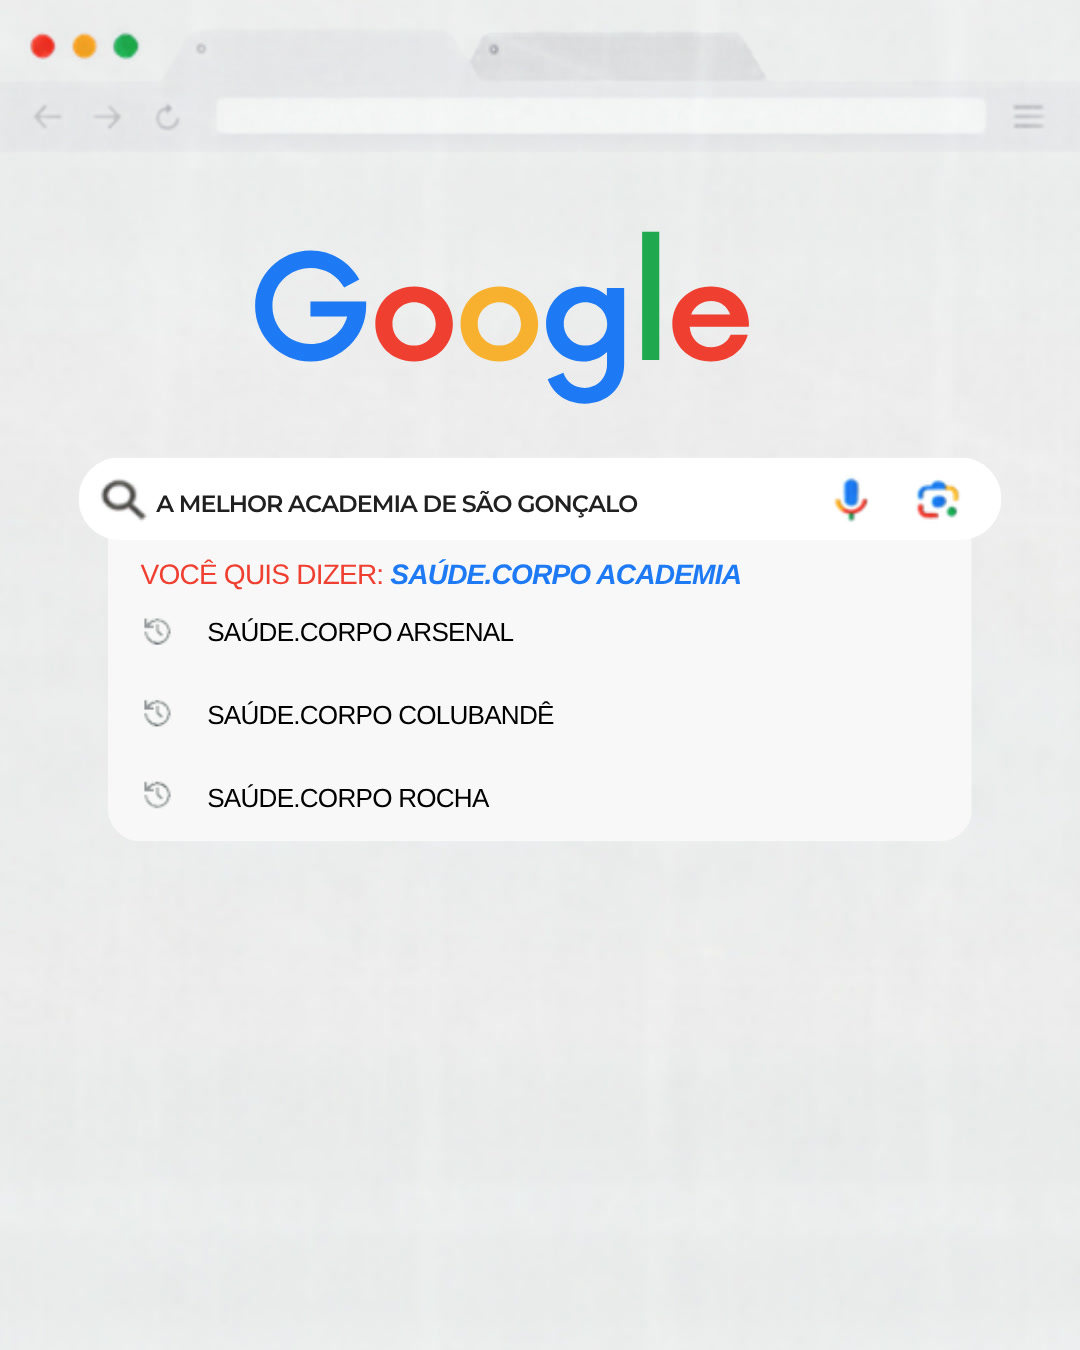 Google
A MELHOR ACADEMIA DE SÃO GONÇALO
VOCÊ QUIS DIZER: SAÚDE.CORPO ACADEMIA
SAÚDE.CORPO ARSENAL
SAÚDE.CORPO COLUBANDÊ
SAÚDE.CORPO ROCHA